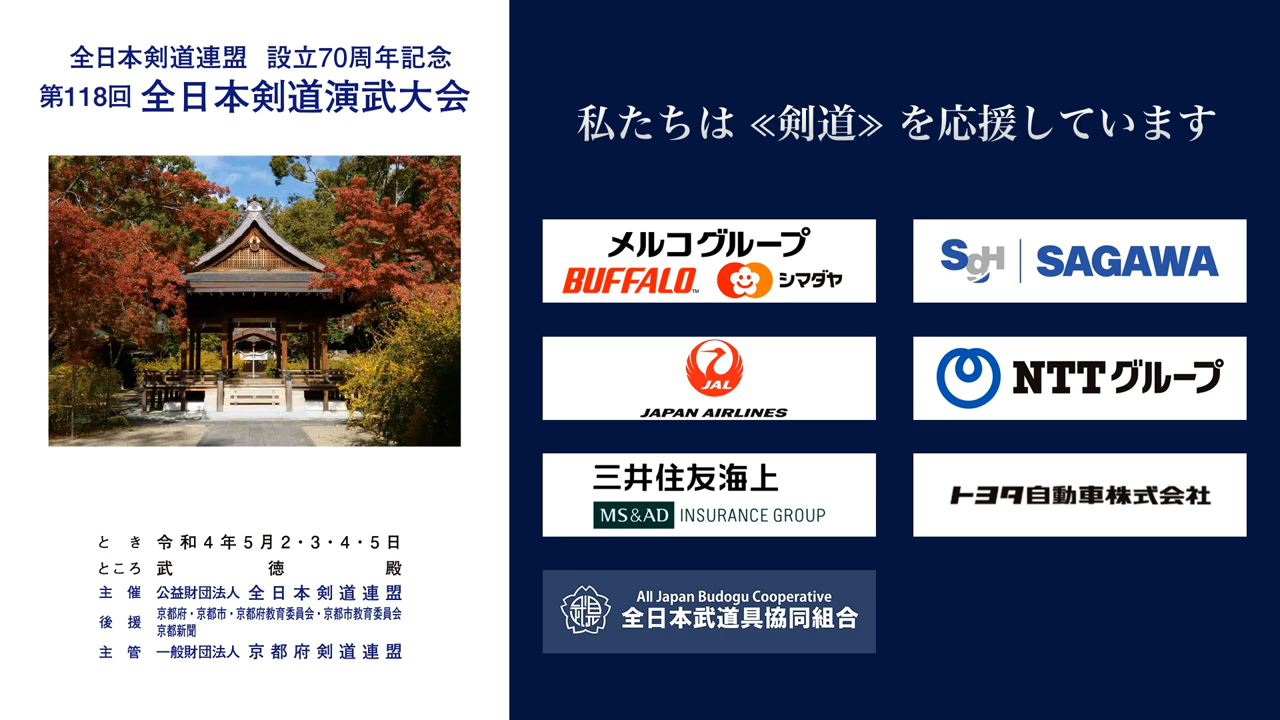 全日本剣道連盟 設立70周年記念
第118回 全日本剣道演武大会
とき 令和4年5月2・3・4・5日
ところ 武徳殿
主催 公益財団法人 全日本剣道連盟
後援 京都府・京都市・京都府教育委員会・京都市教育委員会
京都新聞
主管 一般財団法人 京都府剣道連盟
私たちは ≪剣道≫ を応援しています
メルコグループ
BUFFALO™ シマダヤ
SGH SAGAWA
JAL
JAPAN AIRLINES
NTTグループ
三井住友海上
MS&AD INSURANCE GROUP
トヨタ自動車株式会社
All Japan Budogu Cooperative
全日本武道具協同組合